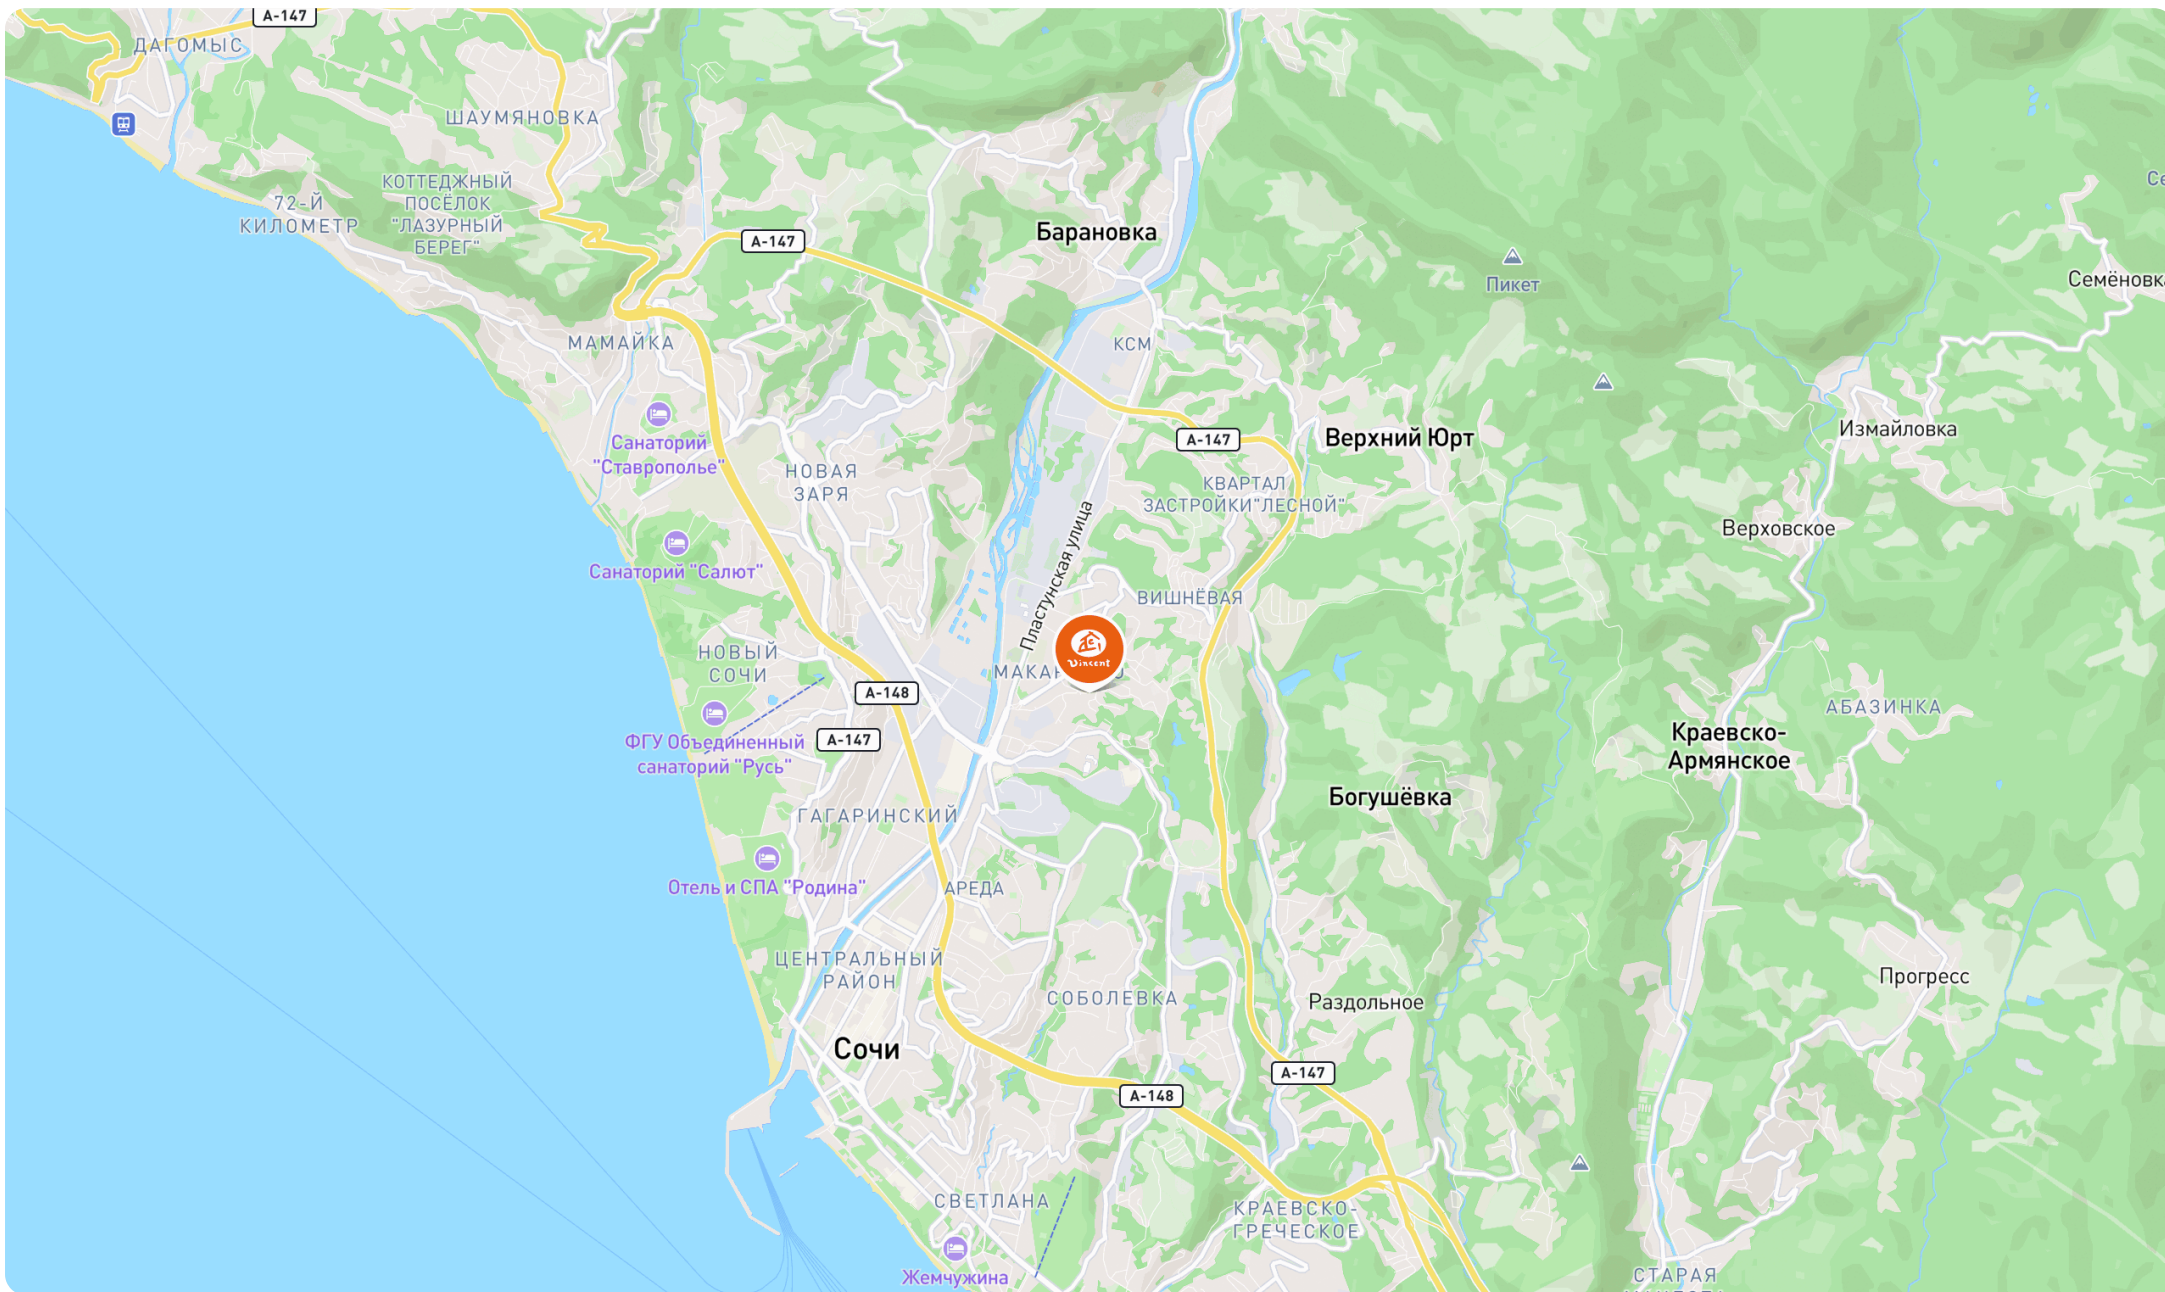 А-147
ДАГОМЫС
ШАУМЯНОВКА
КОТТЕДЖНЫЙ
ПОСЁЛОК
"ЛАЗУРНЫЙ
БЕРЕГ"
72-Й
КИЛОМЕТР
А-147
Барановка
Пикет
Семёновка
МАМАЙКА
КСМ
Санаторий
"Ставрополье"
НОВАЯ
ЗАРЯ
А-147
Верхний Юрт
Измайловка
КВАРТАЛ
ЗАСТРОЙКИ"ЛЕСНОЙ"
Верховское
Пластунская улица
Санаторий "Салют"
ВИШНЁВАЯ
Vincent
НОВЫЙ
СОЧИ
А-148
А-147
ФГУ Объединенный
санаторий "Русь"
АБАЗИНКА
Краевско-
Армянское
Богушёвка
ГАГАРИНСКИЙ
Отель и СПА "Родина"
АРЕДА
ЦЕНТРАЛЬНЫЙ
РАЙОН
СОБОЛЕВКА
Раздольное
Прогресс
Сочи
А-147
А-148
СВЕТЛАНА
КРАЕВСКО-
ГРЕЧЕСКОЕ
Жемчужина
СТАРАЯ